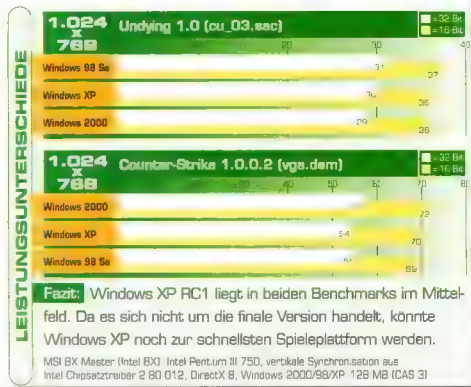 LEISTUNGSUNTERSCHIEDE
1.024 x 768
Undying 1.0 (cu_03.sac)
=32 Bit
=16 Bit
20 30 40
Windows 98 Se
31
37
Windows XP
36
Windows 2000
29
36
1.024 x 768
Counter-Strike 1.0.0.2 (vga.dem)
=32 Bit
=16 Bit
70
Windows 2000
72
Windows XP
54
70
Windows 98 Se
69
Fazit: Windows XP RC1 liegt in beiden Benchmarks im Mittel-
feld. Da es sich nicht um die finale Version handelt, könnte
Windows XP noch zur schnellsten Spieleplattform werden.
MSI BX Master (Intel BX) Intel Pentium III 750, vertikale Synchronisation aus
Intel Chipsatztreiber 2 80 012, DirectX 8, Windows 2000/98/XP 128 MB (CAS 3)